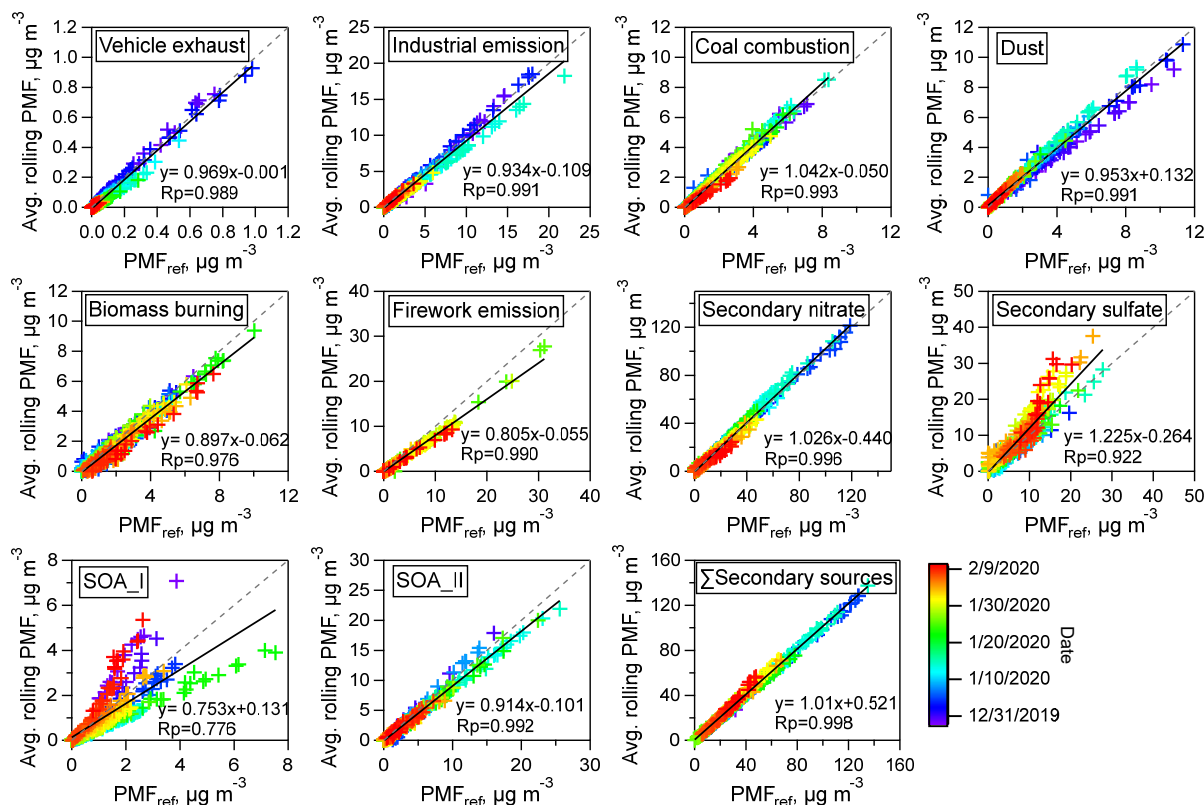 Vehicle exhaust
Avg. rolling PMF, µg m⁻³
1.2
1.0
0.8
0.6
0.4
0.2
0.0
y= 0.969x-0.001
Rp=0.989
0.0 0.2 0.4 0.6 0.8 1.0 1.2
PMF_ref, µg m⁻³
Industrial emission
Avg. rolling PMF, µg m⁻³
25
20
15
10
5
0
y= 0.934x-0.109
Rp=0.991
0 5 10 15 20 25
PMF_ref, µg m⁻³
Coal combustion
Avg. rolling PMF, µg m⁻³
12
8
4
0
y= 1.042x-0.050
Rp=0.993
0 4 8 12
PMF_ref, µg m⁻³
Dust
Avg. rolling PMF, µg m⁻³
12
10
8
6
4
2
0
y= 0.953x+0.132
Rp=0.991
0 4 8 12
PMF_ref, µg m⁻³
Biomass burning
Avg. rolling PMF, µg m⁻³
12
10
8
6
4
2
0
y= 0.897x-0.062
Rp=0.976
0 4 8 12
PMF_ref, µg m⁻³
Firework emission
Avg. rolling PMF, µg m⁻³
40
30
20
10
0
y= 0.805x-0.055
Rp=0.990
0 10 20 30 40
PMF_ref, µg m⁻³
Secondary nitrate
Avg. rolling PMF, µg m⁻³
120
80
40
0
y= 1.026x-0.440
Rp=0.996
0 40 80 120
PMF_ref, µg m⁻³
Secondary sulfate
Avg. rolling PMF, µg m⁻³
50
40
30
20
10
0
y=1.225x-0.264
Rp=0.922
0 10 20 30 40 50
PMF_ref, µg m⁻³
SOA_I
Avg. rolling PMF, µg m⁻³
8
6
4
2
0
y= 0.753x+0.131
Rp=0.776
0 2 4 6 8
PMF_ref, µg m⁻³
SOA_II
Avg. rolling PMF, µg m⁻³
30
25
20
15
10
5
0
y= 0.914x-0.101
Rp=0.992
0 10 20 30
PMF_ref, µg m⁻³
∑Secondary sources
Avg. rolling PMF, µg m⁻³
160
120
80
40
0
y= 1.01x+0.521
Rp=0.998
0 40 80 120 160
PMF_ref, µg m⁻³
2/9/2020
1/30/2020
1/20/2020
1/10/2020
12/31/2019
Date